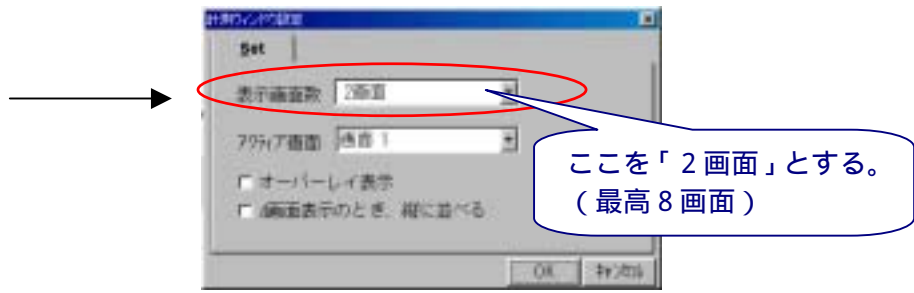 計測ウィンドウ設定
Set
表示画面数 2画面
アクティブ画面 画面 1
オーバーレイ表示
画面表示のとき、縦に並べる
OK キャンセル
ここを「2画面」とする。
(最高8画面)